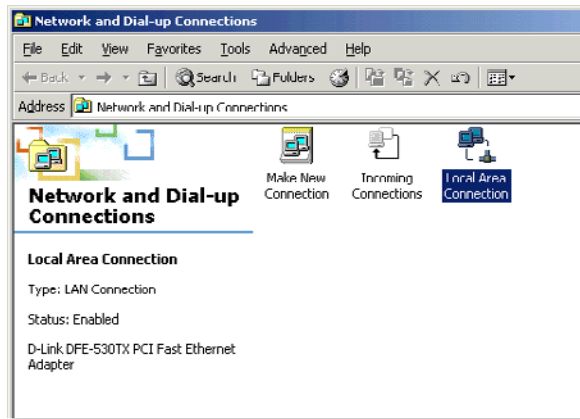 Network and Dial-up Connections
File Edit View Favorites Tools Advanced Help
Back Search Folders
Address Network and Dial-up Connections
Make New Connection
Incoming Connections
Local Area Connection
Network and Dial-up
Connections
Local Area Connection
Type: LAN Connection
Status: Enabled
D-Link DFE-530TX PCI Fast Ethernet
Adapter